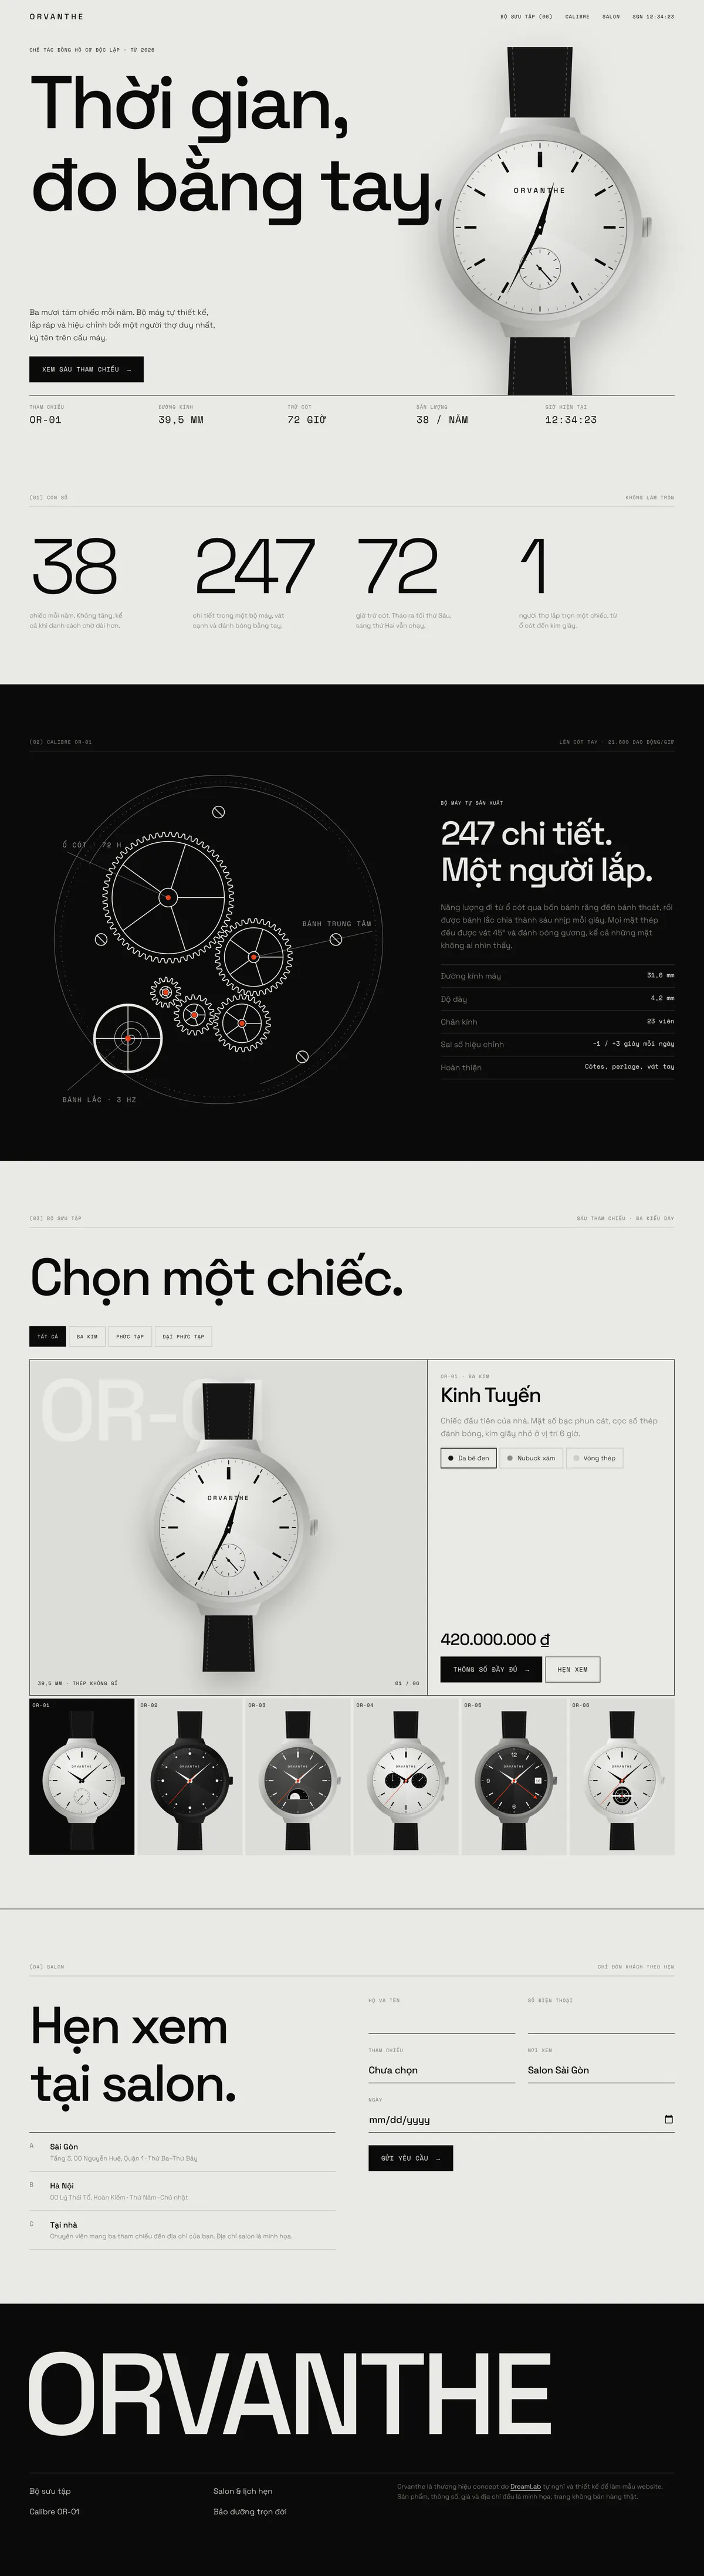 ORVANTHE
BỘ SƯU TẬP (06) CALIBRE SALON SGN 12:34:23
CHẾ TÁC ĐỒNG HỒ CƠ ĐỘC LẬP · TỪ 2026
Thời gian,
đo bằng tay.
ORVANTHE
Ba mươi tám chiếc mỗi năm. Bộ máy tự thiết kế,
lắp ráp và hiệu chỉnh bởi một người thợ duy nhất,
ký tên trên cầu máy.
XEM SÁU THAM CHIẾU →
THAM CHIẾU ĐƯỜNG KÍNH TRỮ CÓT SẢN LƯỢNG GIỜ HIỆN TẠI
OR-01 39,5 MM 72 GIỜ 38 / NĂM 12:34:23
(01) CON SỐ KHÔNG LÀM TRÒN
38 247 72 1
chiếc mỗi năm. Không tăng, kể
cả khi danh sách chờ dài hơn.
chi tiết trong một bộ máy, vát
cạnh và đánh bóng bằng tay.
giờ trữ cót. Tháo ra tối thứ Sáu,
sáng thứ Hai vẫn chạy.
người thợ lắp trọn một chiếc, từ
ổ cót đến kim giây.
(02) CALIBRE OR-01 LÊN CÓT TAY · 21.600 DAO ĐỘNG/GIỜ
Ổ CÓT · 72 H
BÁNH TRUNG TÂM
BÁNH LẮC · 3 HZ
BỘ MÁY TỰ SẢN XUẤT
247 chi tiết.
Một người lắp.
Năng lượng đi từ ổ cót qua bốn bánh răng đến bánh thoát, rồi
được bánh lắc chia thành sáu nhịp mỗi giây. Mọi mặt thép
đều được vát 45° và đánh bóng gương, kể cả những mặt
không ai nhìn thấy.
Đường kính máy 31,6 mm
Độ dày 4,2 mm
Chân kính 23 viên
Sai số hiệu chỉnh −1 / +3 giây mỗi ngày
Hoàn thiện Côtes, perlage, vát tay
(03) BỘ SƯU TẬP SÁU THAM CHIẾU · BA KIỂU DÂY
Chọn một chiếc.
TẤT CẢ BA KIM PHỨC TẠP ĐẠI PHỨC TẠP
OR-01
ORVANTHE
39,5 MM · THÉP KHÔNG GỈ 01 / 06
OR-01 · BA KIM
Kinh Tuyến
Chiếc đầu tiên của nhà. Mặt số bạc phun cát, cọc số thép
đánh bóng, kim giây nhỏ ở vị trí 6 giờ.
Da bê đen Nubuck xám Vòng thép
420.000.000 ₫
THÔNG SỐ ĐẦY ĐỦ → HẸN XEM
OR-01 OR-02 OR-03 OR-04 OR-05 OR-06
ORVANTHE ORVANTHE ORVANTHE ORVANTHE ORVANTHE ORVANTHE
12
9
6
(04) SALON CHỈ ĐÓN KHÁCH THEO HẸN
Hẹn xem
tại salon.
A Sài Gòn
Tầng 3, 00 Nguyễn Huệ, Quận 1 · Thứ Ba–Thứ Bảy
B Hà Nội
00 Lý Thái Tổ, Hoàn Kiếm · Thứ Năm–Chủ nhật
C Tại nhà
Chuyên viên mang ba tham chiếu đến địa chỉ của bạn. Địa chỉ salon là minh họa.
HỌ VÀ TÊN SỐ ĐIỆN THOẠI
THAM CHIẾU NƠI XEM
Chưa chọn Salon Sài Gòn
NGÀY
mm/dd/yyyy
GỬI YÊU CẦU →
ORVANTHE
Bộ sưu tập
Calibre OR-01
Salon & lịch hẹn
Bảo dưỡng trọn đời
Orvanthe là thương hiệu concept do DreamLab tự nghĩ và thiết kế để làm mẫu website.
Sản phẩm, thông số, giá và địa chỉ đều là minh họa; trang không bán hàng thật.